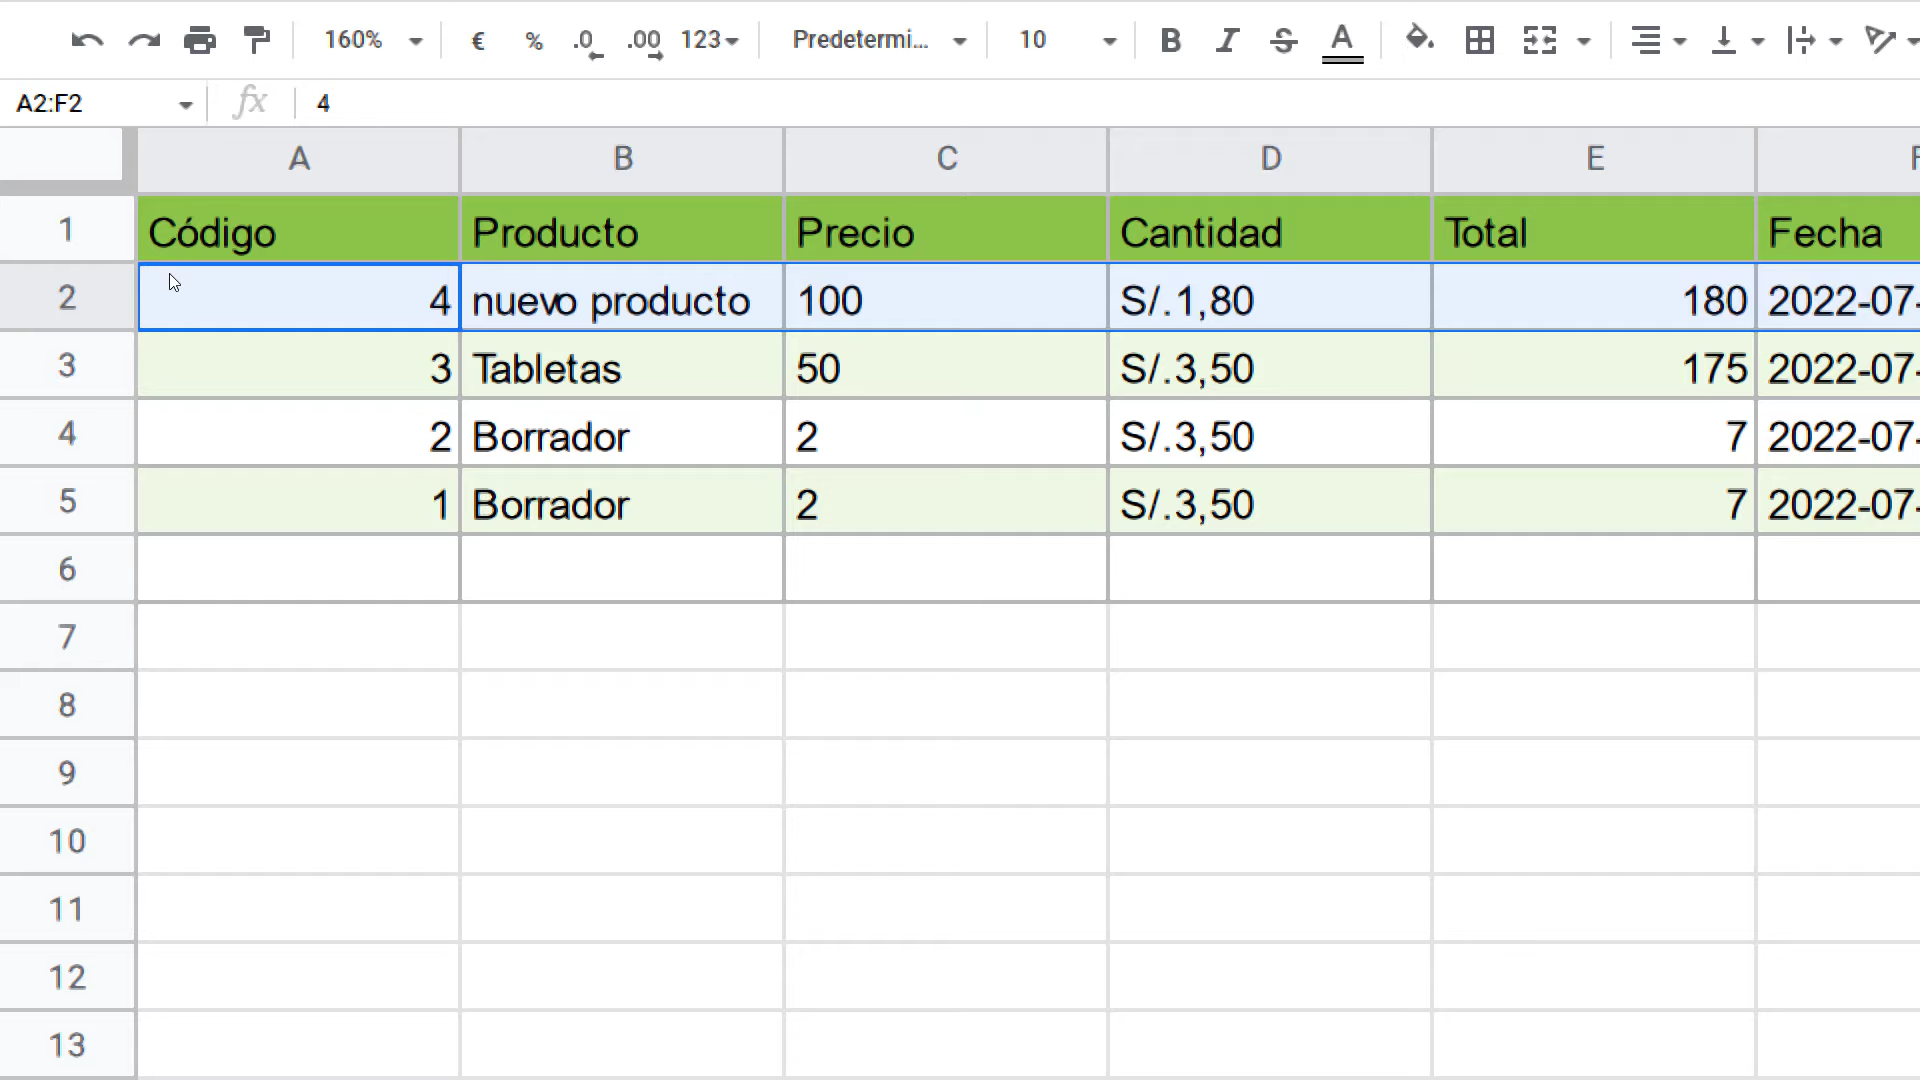 160% € % .0 .00 123 Predetermi... 10 B I S A
A2:F2 fx 4
A B C D E F
1 Código Producto Precio Cantidad Total Fecha
2 4 nuevo producto 100 S/.1,80 180 2022-07-
3 3 Tabletas 50 S/.3,50 175 2022-07-
4 2 Borrador 2 S/.3,50 7 2022-07-
5 1 Borrador 2 S/.3,50 7 2022-07-
6
7
8
9
10
11
12
13